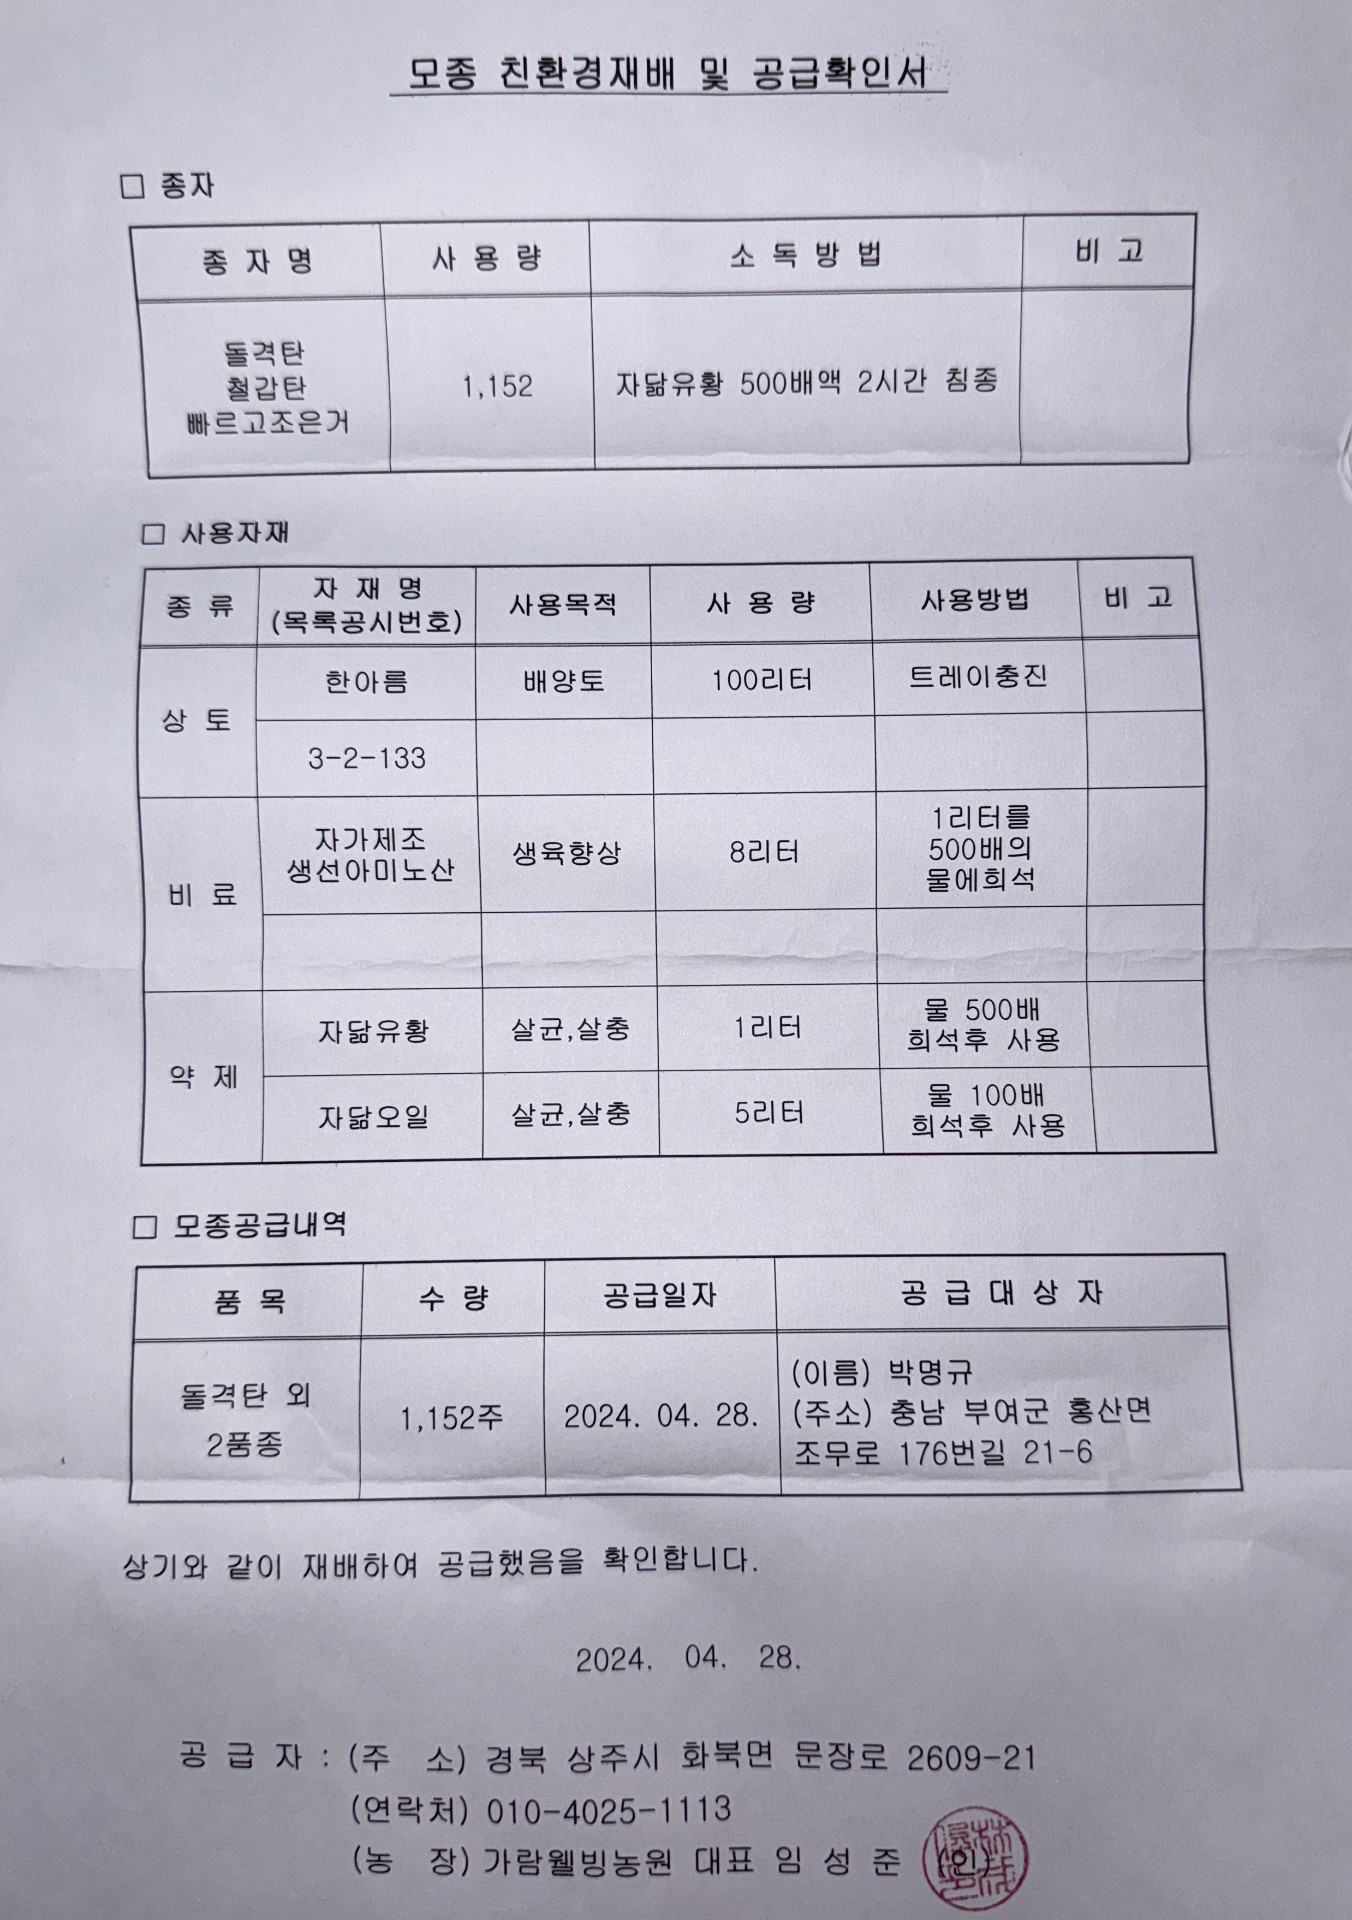 모종 친환경재배 및 공급확인서
□ 종자
종 자 명 사 용 량 소 독 방 법 비 고
돌격탄
철갑탄
빠르고조은거
1,152
자닮유황 500배액 2시간 침종
□ 사용자재
종 류
자 재 명
(목록공시번호)
사용목적 사 용 량 사용방법 비 고
상 토
한아름 배양토 100리터 트레이충진
3-2-133
비 료
자가제조
생선아미노산
생육향상 8리터
1리터를
500배의
물에희석
약 제
자닮유황 살균,살충 1리터
물 500배
희석후 사용
자닮오일 살균,살충 5리터
물 100배
희석후 사용
□ 모종공급내역
품 목 수 량 공급일자 공 급 대 상 자
돌격탄 외
2품종
1,152주 2024. 04. 28.
(이름) 박명규
(주소) 충남 부여군 홍산면
조무로 176번길 21-6
상기와 같이 재배하여 공급했음을 확인합니다.
2024. 04. 28.
공 급 자 : (주 소) 경북 상주시 화북면 문장로 2609-21
(연락처) 010-4025-1113
(농 장) 가람웰빙농원 대표 임 성 준 (인)